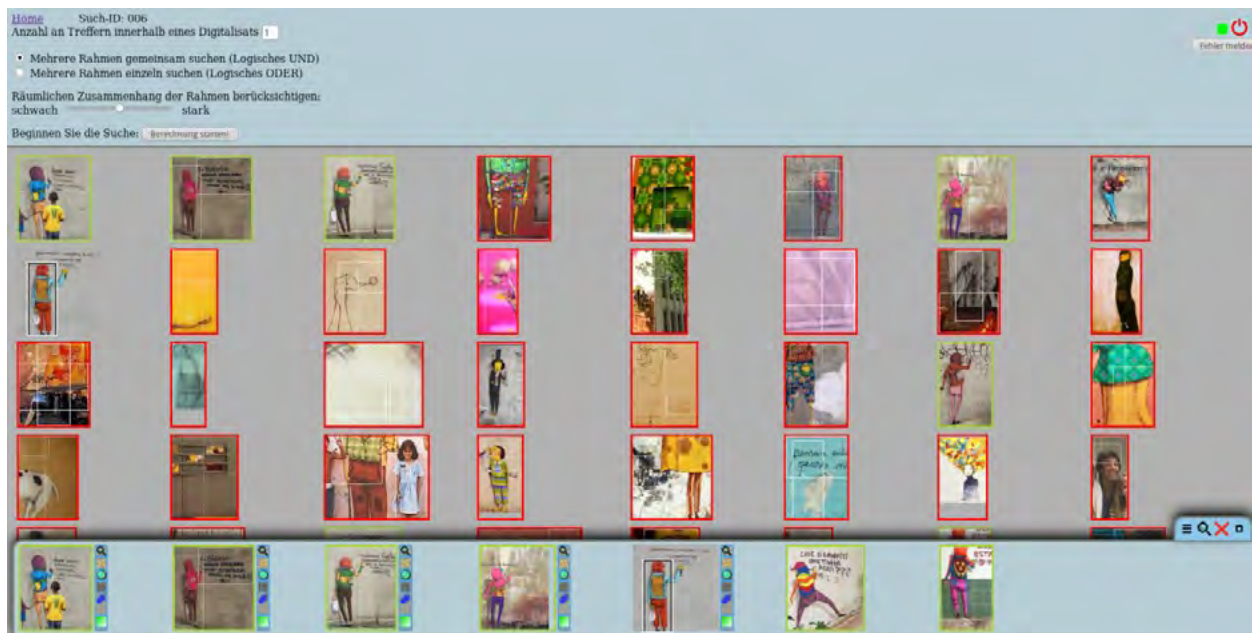 Home Such-ID: 006
Anzahl an Treffern innerhalb eines Digitalisats 1
Fehler melden
Mehrere Rahmen gemeinsam suchen (Logisches UND)
Mehrere Rahmen einzeln suchen (Logisches ODER)
Räumlichen Zusammenhang der Rahmen berücksichtigen:
schwach stark
Beginnen Sie die Suche: Berechnung starten!